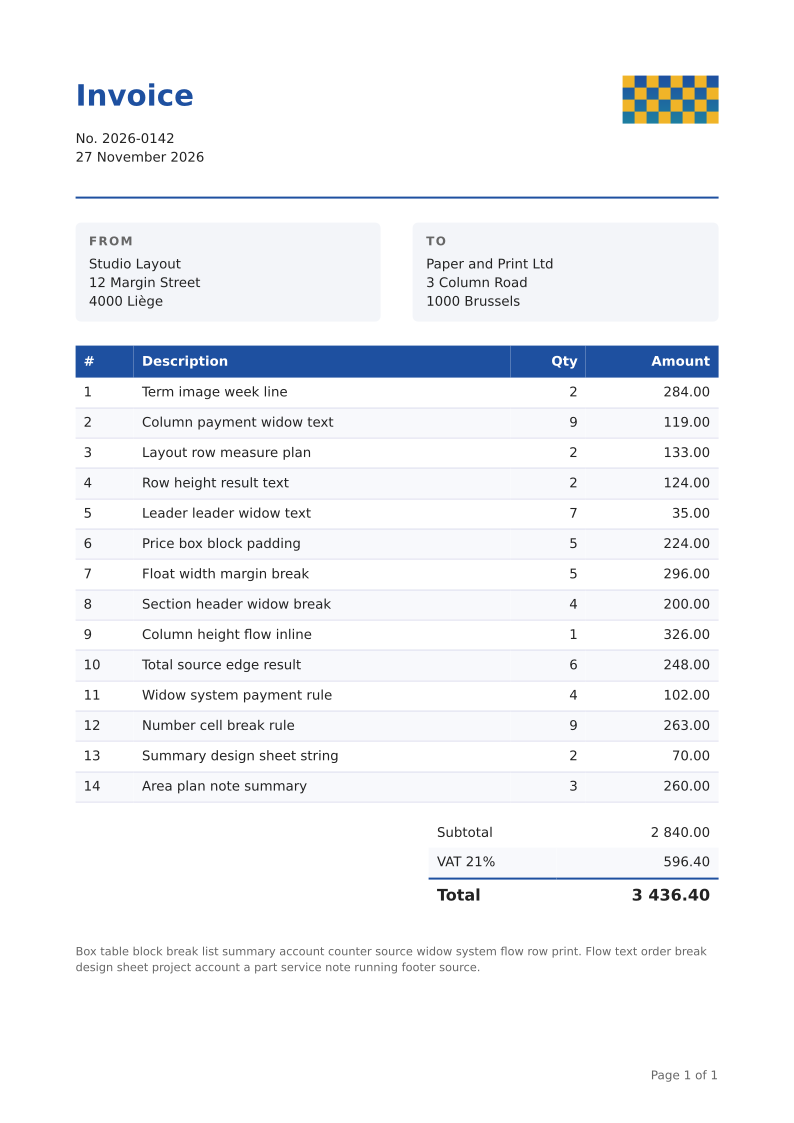 Invoice
No. 2026-0142
27 November 2026
FROM
Studio Layout
12 Margin Street
4000 Liège
TO
Paper and Print Ltd
3 Column Road
1000 Brussels
# Description Qty Amount
1 Term image week line 2 284.00
2 Column payment widow text 9 119.00
3 Layout row measure plan 2 133.00
4 Row height result text 2 124.00
5 Leader leader widow text 7 35.00
6 Price box block padding 5 224.00
7 Float width margin break 5 296.00
8 Section header widow break 4 200.00
9 Column height flow inline 1 326.00
10 Total source edge result 6 248.00
11 Widow system payment rule 4 102.00
12 Number cell break rule 9 263.00
13 Summary design sheet string 2 70.00
14 Area plan note summary 3 260.00
Subtotal 2 840.00
VAT 21% 596.40
Total 3 436.40
Box table block break list summary account counter source widow system flow row print. Flow text order break
design sheet project account a part service note running footer source.
Page 1 of 1